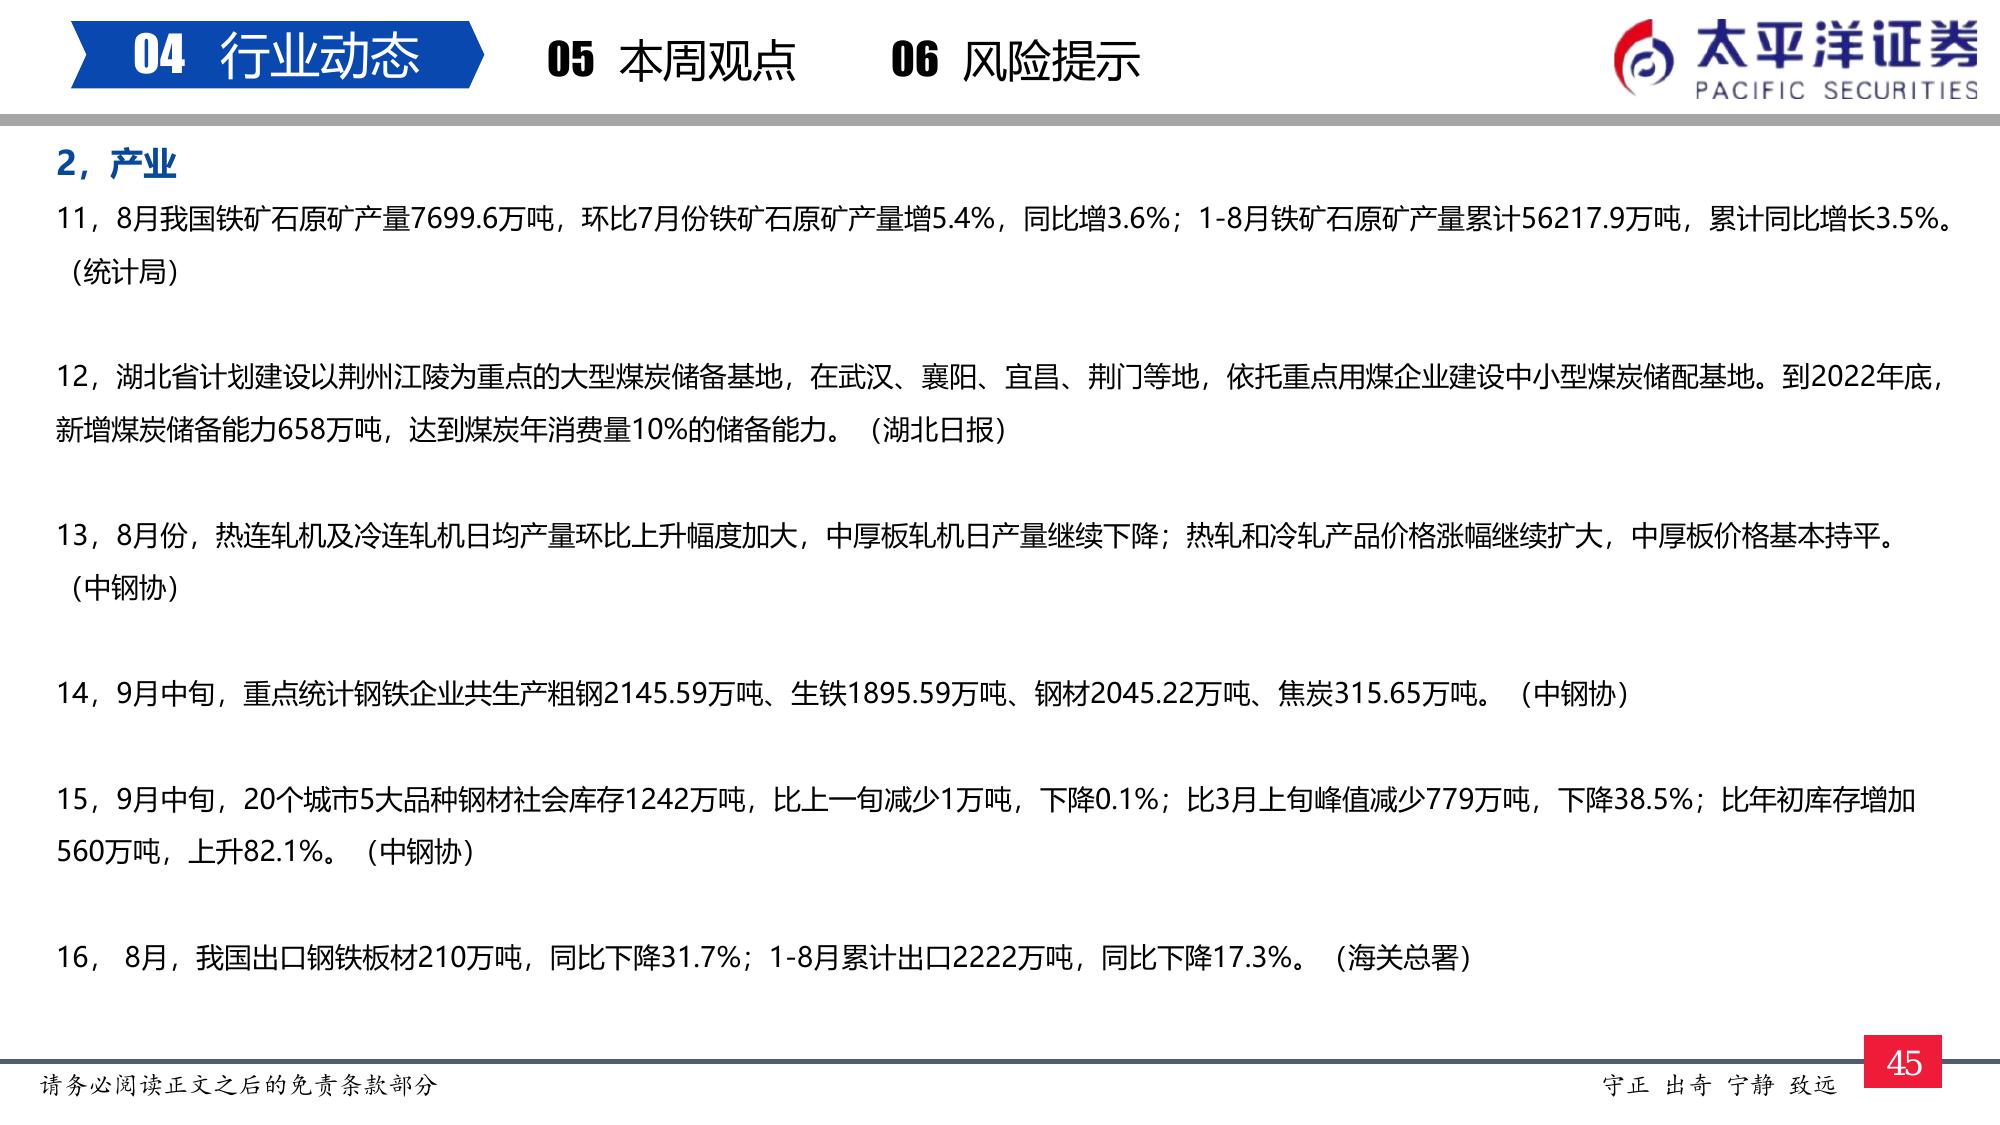 04 行业动态 05 本周观点 06 风险提示
太平洋证券
PACIFIC SECURITIES
2，产业
11，8月我国铁矿石原矿产量7699.6万吨，环比7月份铁矿石原矿产量增5.4%，同比增3.6%；1-8月铁矿石原矿产量累计56217.9万吨，累计同比增长3.5%。
（统计局）
12，湖北省计划建设以荆州江陵为重点的大型煤炭储备基地，在武汉、襄阳、宜昌、荆门等地，依托重点用煤企业建设中小型煤炭储配基地。到2022年底，
新增煤炭储备能力658万吨，达到煤炭年消费量10%的储备能力。（湖北日报）
13，8月份，热连轧机及冷连轧机日均产量环比上升幅度加大，中厚板轧机日产量继续下降；热轧和冷轧产品价格涨幅继续扩大，中厚板价格基本持平。
（中钢协）
14，9月中旬，重点统计钢铁企业共生产粗钢2145.59万吨、生铁1895.59万吨、钢材2045.22万吨、焦炭315.65万吨。（中钢协）
15，9月中旬，20个城市5大品种钢材社会库存1242万吨，比上一旬减少1万吨，下降0.1%；比3月上旬峰值减少779万吨，下降38.5%；比年初库存增加
560万吨，上升82.1%。（中钢协）
16， 8月，我国出口钢铁板材210万吨，同比下降31.7%；1-8月累计出口2222万吨，同比下降17.3%。（海关总署）
45
请务必阅读正文之后的免责条款部分
守正 出奇 宁静 致远